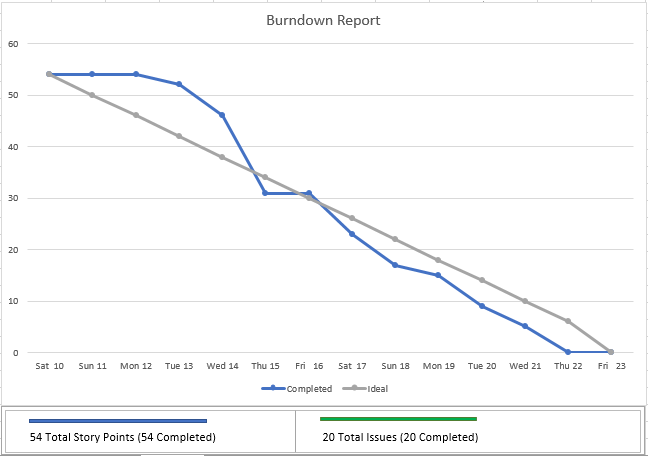 Burndown Report
60
50
40
30
20
10
0
Sat 10 Sun 11 Mon 12 Tue 13 Wed 14 Thu 15 Fri 16 Sat 17 Sun 18 Mon 19 Tue 20 Wed 21 Thu 22 Fri 23
Completed Ideal
54 Total Story Points (54 Completed) 20 Total Issues (20 Completed)